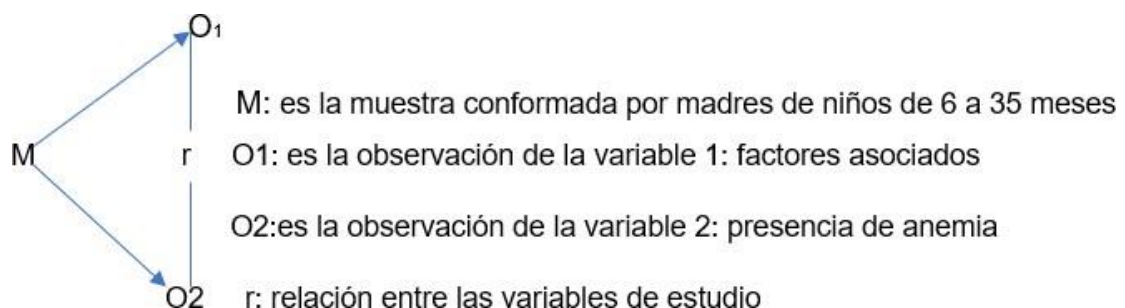 O₁
M: es la muestra conformada por madres de niños de 6 a 35 meses
M r O1: es la observación de la variable 1: factores asociados
O2:es la observación de la variable 2: presencia de anemia
O2 r: relación entre las variables de estudio